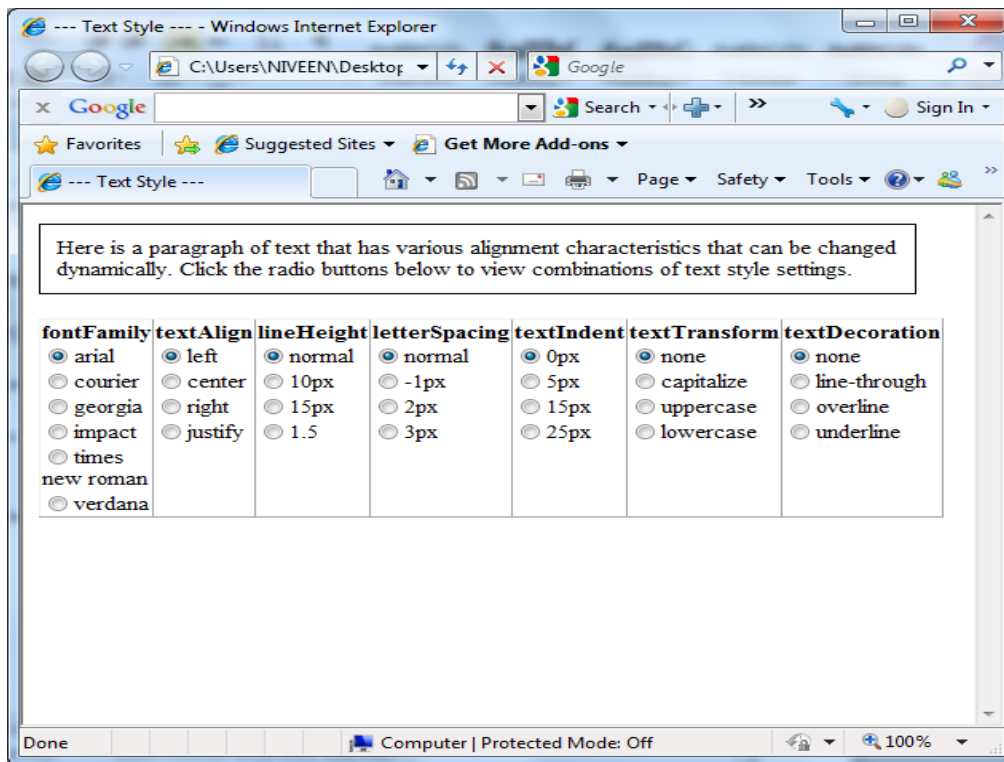 --- Text Style --- - Windows Internet Explorer
C:\Users\NIVEEN\Desktop
Google
x Google
Search
>>
Sign In
Favorites
Suggested Sites
Get More Add-ons
--- Text Style ---
Page
Safety
Tools
>>
Here is a paragraph of text that has various alignment characteristics that can be changed
dynamically. Click the radio buttons below to view combinations of text style settings.
fontFamily textAlign lineHeight letterSpacing textIndent textTransform textDecoration
arial left normal normal 0px none none
courier center 10px -1px 5px capitalize line-through
georgia right 15px 2px 15px uppercase overline
impact justify 1.5 3px 25px lowercase underline
times
new roman
verdana
Done
Computer | Protected Mode: Off
100%